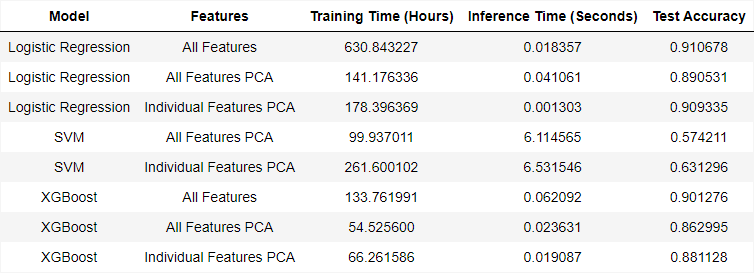 Model Features Training Time (Hours) Inference Time (Seconds) Test Accuracy
Logistic Regression All Features 630.843227 0.018357 0.910678
Logistic Regression All Features PCA 141.176336 0.041061 0.890531
Logistic Regression Individual Features PCA 178.396369 0.001303 0.909335
SVM All Features PCA 99.937011 6.114565 0.574211
SVM Individual Features PCA 261.600102 6.531546 0.631296
XGBoost All Features 133.761991 0.062092 0.901276
XGBoost All Features PCA 54.525600 0.023631 0.862995
XGBoost Individual Features PCA 66.261586 0.019087 0.881128